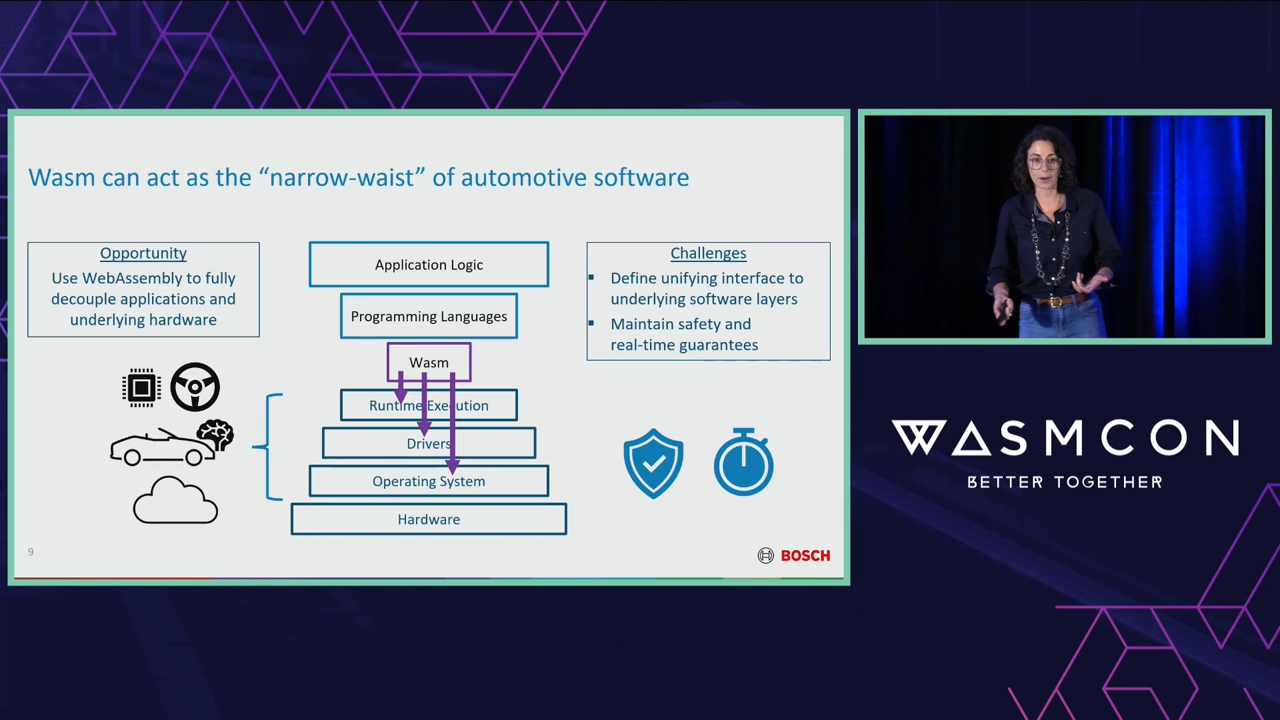 Wasm can act as the “narrow-waist” of automotive software
Opportunity
Use WebAssembly to fully
decouple applications and
underlying hardware
Application Logic
Programming Languages
Wasm
Runtime Execution
Drivers
Operating System
Hardware
Challenges
▪ Define unifying interface to
underlying software layers
▪ Maintain safety and
real-time guarantees
9
BOSCH
WASMCON
BETTER TOGETHER